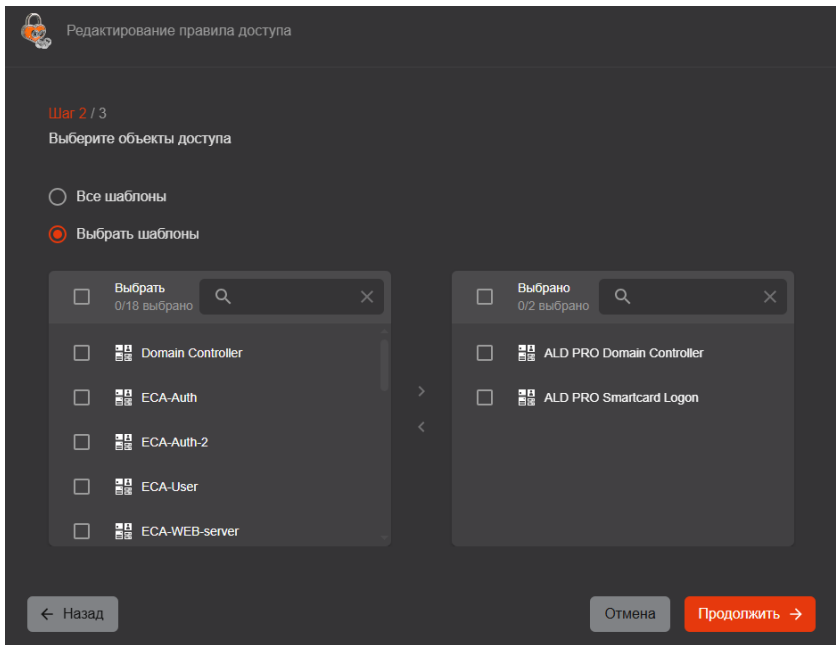 Редактирование правила доступа
Шаг 2 / 3
Выберите объекты доступа
Все шаблоны
Выбрать шаблоны
Выбрать
0/18 выбрано
Domain Controller
ECA-Auth
ECA-Auth-2
ECA-User
ECA-WEB-server
Выбрано
0/2 выбрано
ALD PRO Domain Controller
ALD PRO Smartcard Logon
Назад
Отмена
Продолжить